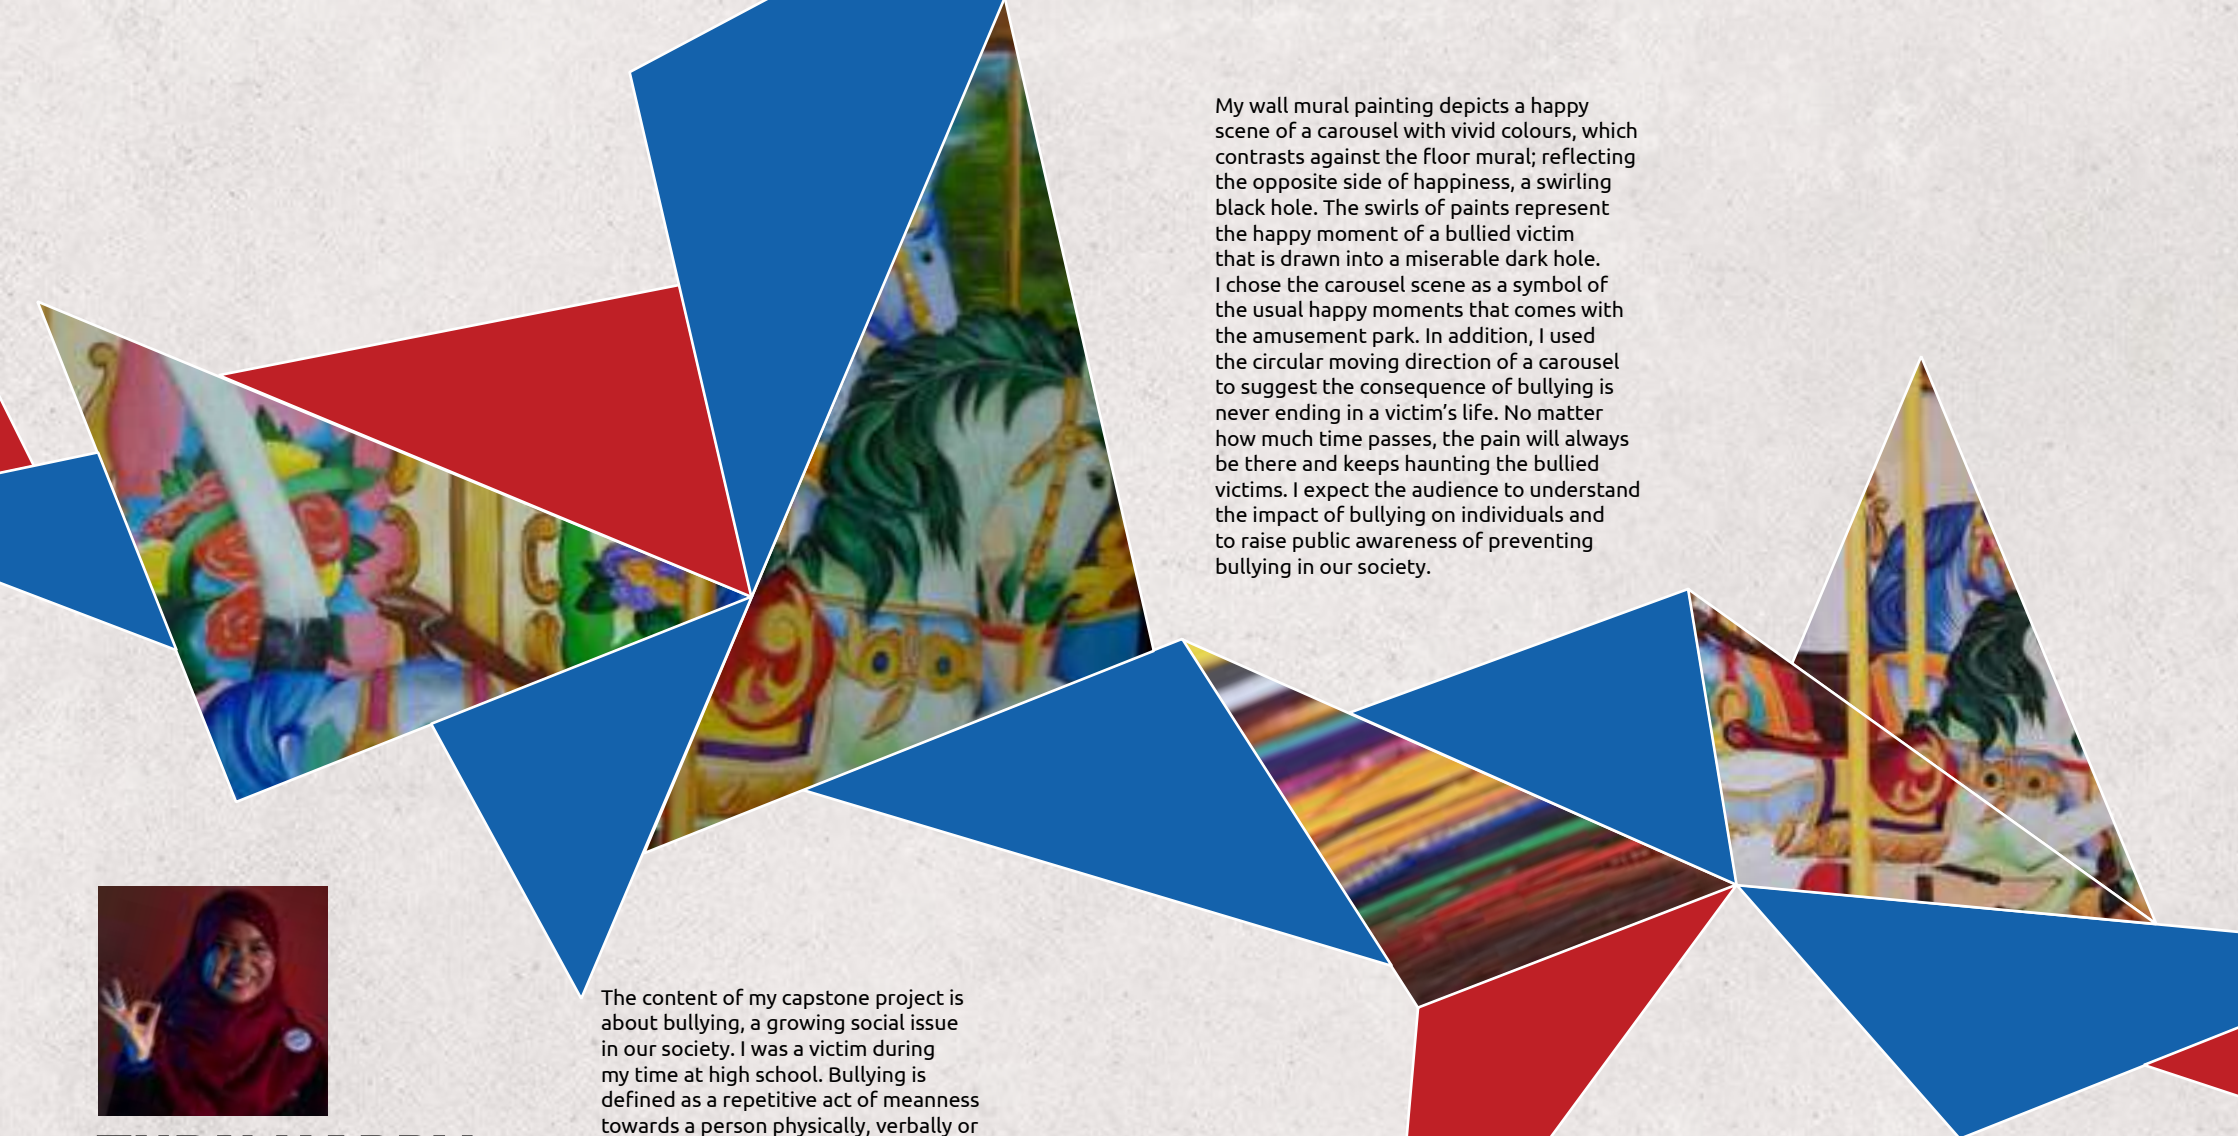 My wall mural painting depicts a happy
scene of a carousel with vivid colours, which
contrasts against the floor mural; reflecting
the opposite side of happiness, a swirling
black hole. The swirls of paints represent
the happy moment of a bullied victim
that is drawn into a miserable dark hole.
I chose the carousel scene as a symbol of
the usual happy moments that comes with
the amusement park. In addition, I used
the circular moving direction of a carousel
to suggest the consequence of bullying is
never ending in a victim’s life. No matter
how much time passes, the pain will always
be there and keeps haunting the bullied
victims. I expect the audience to understand
the impact of bullying on individuals and
to raise public awareness of preventing
bullying in our society.
The content of my capstone project is
about bullying, a growing social issue
in our society. I was a victim during
my time at high school. Bullying is
defined as a repetitive act of meanness
towards a person physically, verbally or